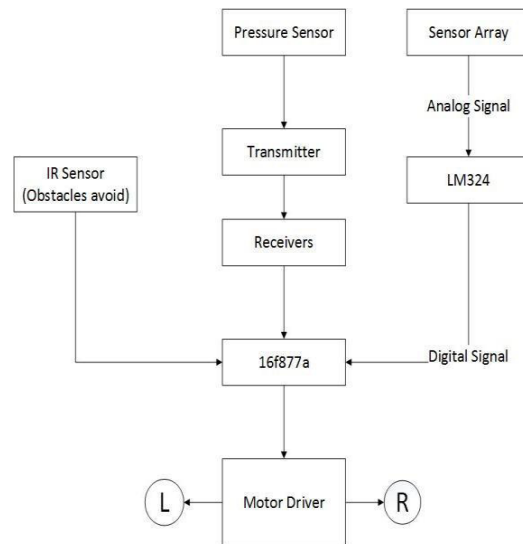 Pressure Sensor
Sensor Array
Analog Signal
Transmitter
IR Sensor
(Obstacles avoid)
LM324
Receivers
16f877a
Digital Signal
L
Motor Driver
R